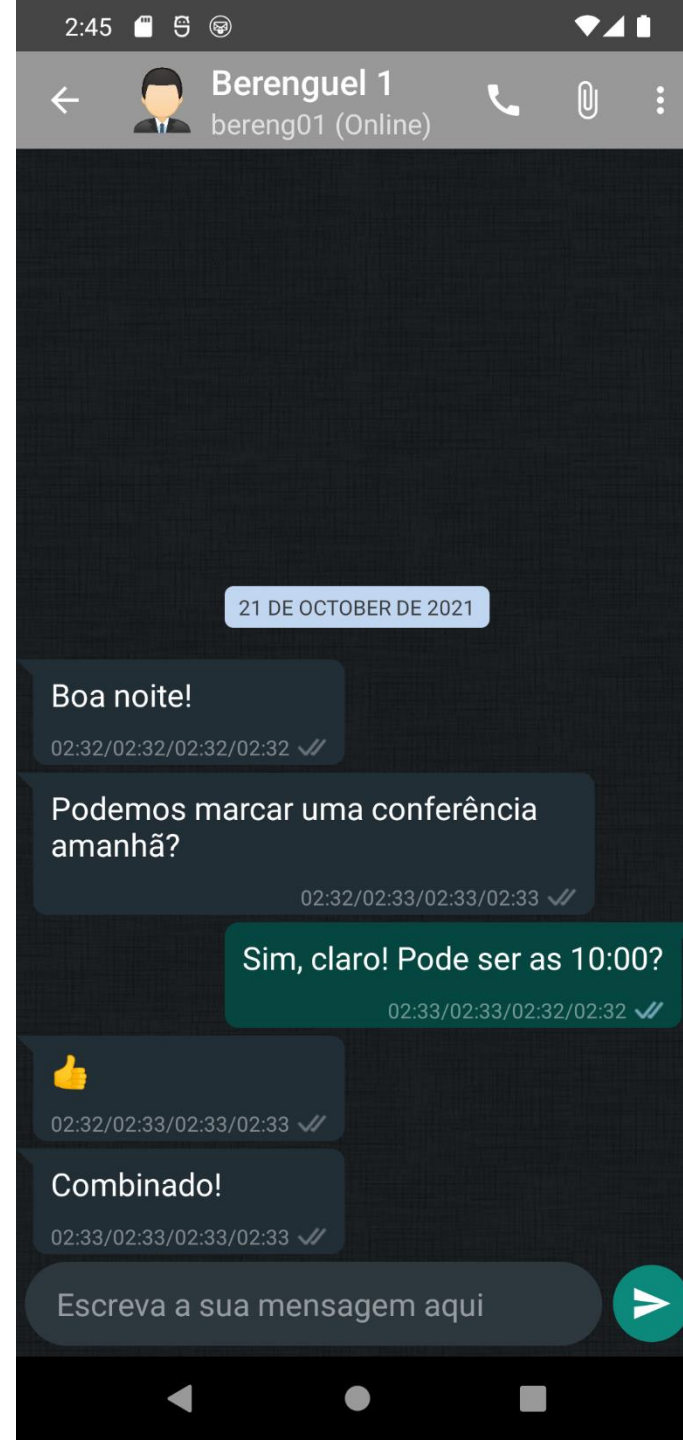 2:45
Berenguel 1
bereng01 (Online)
21 DE OCTOBER DE 2021
Boa noite!
02:32/02:32/02:32/02:32
Podemos marcar uma conferência
amanhã?
02:32/02:33/02:33/02:33
Sim, claro! Pode ser as 10:00?
02:33/02:33/02:32/02:32
👍
02:32/02:33/02:33/02:33
Combinado!
02:33/02:33/02:33/02:33
Escreva a sua mensagem aqui